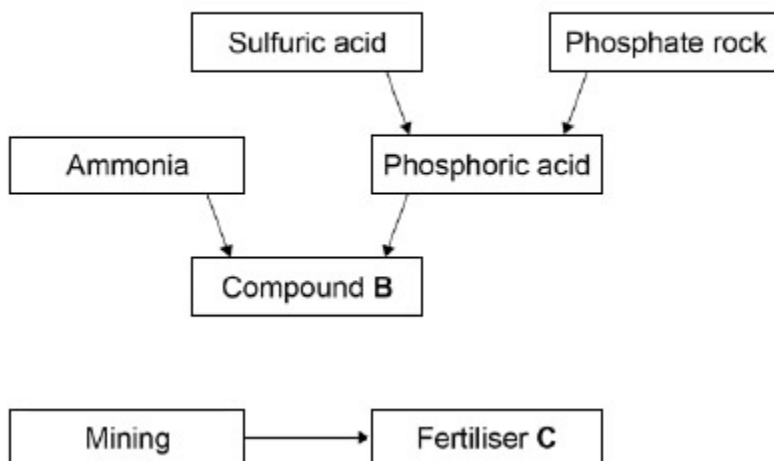 Sulfuric acid
Phosphate rock
Ammonia
Phosphoric acid
Compound B
Mining
Fertiliser C